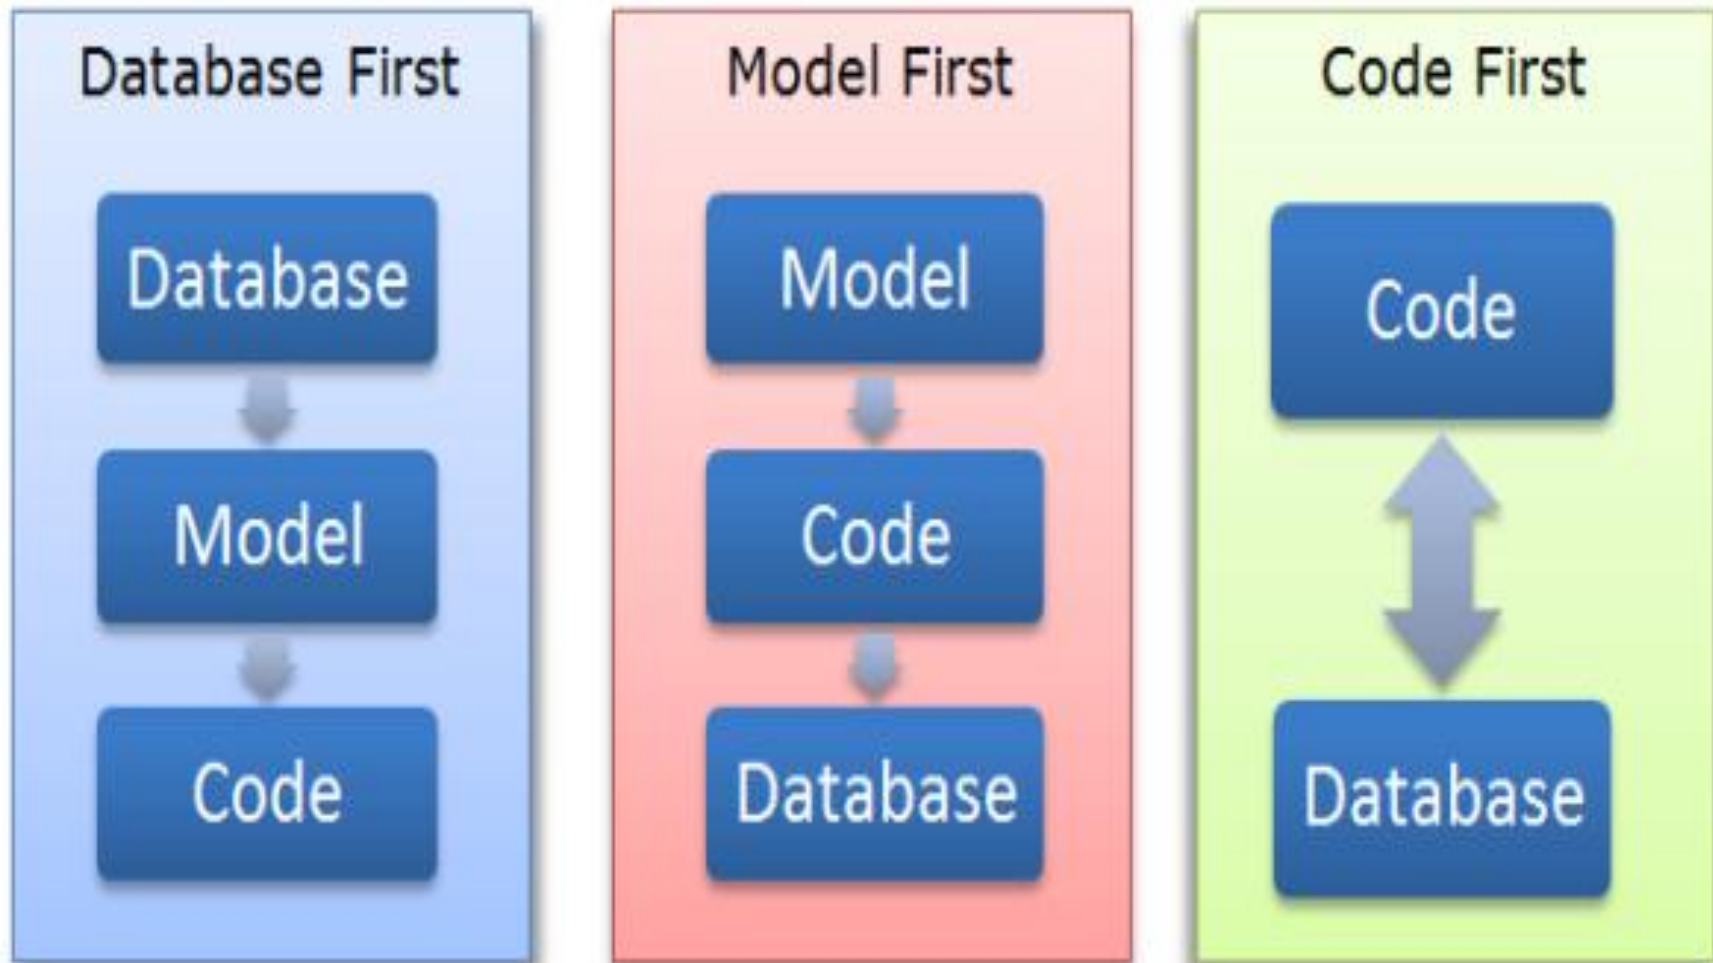 Database First
Database
Model
Code
Model First
Model
Code
Database
Code First
Code
Database